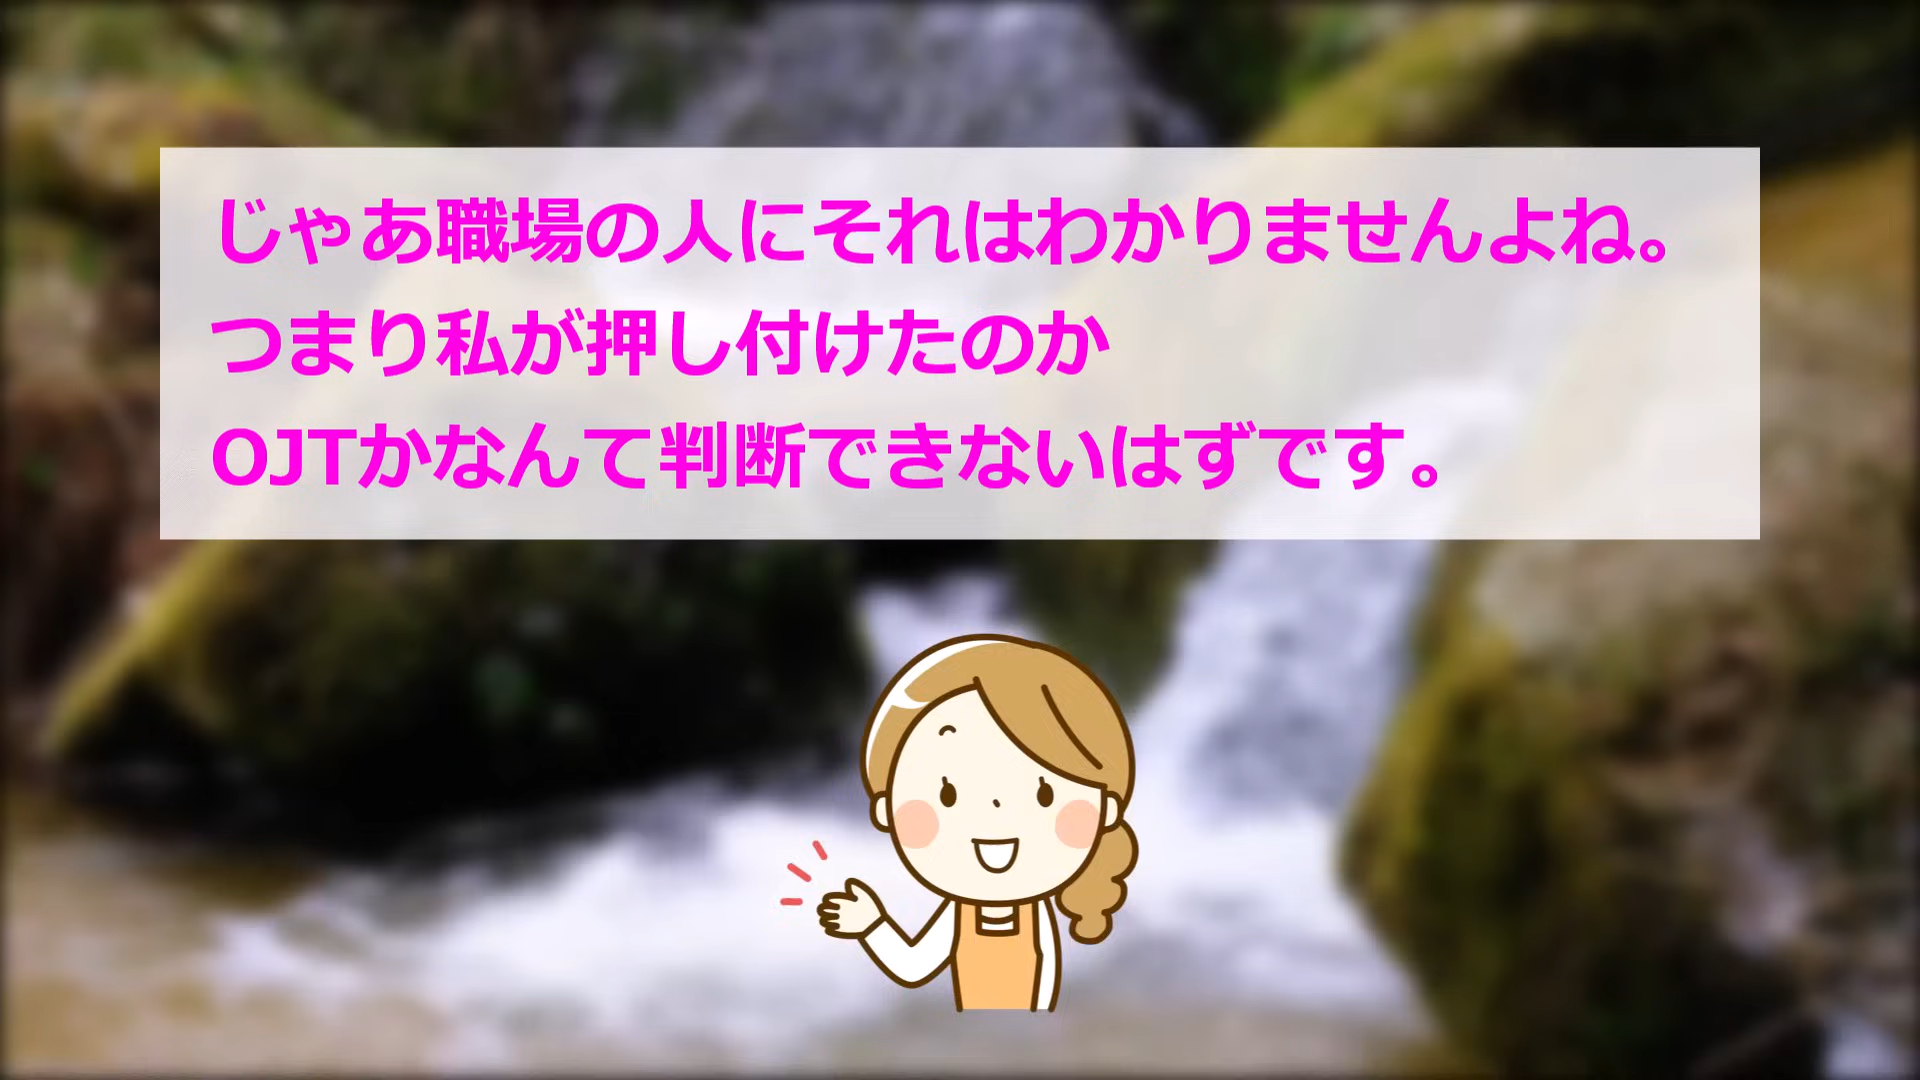 じゃあ職場の人にそれはわかりませんよね。
つまり私が押し付けたのか
OJTかなんて判断できないはずです。